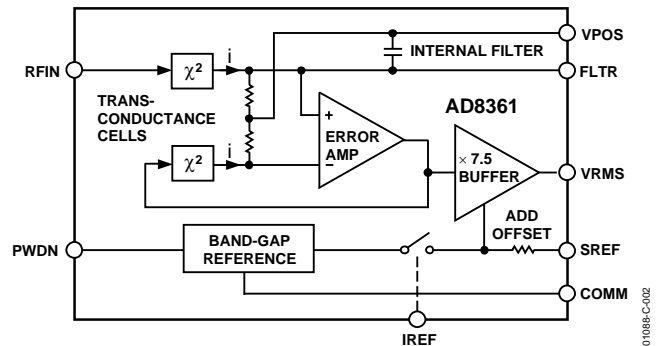 VPOS
INTERNAL FILTER
RFIN
χ²
i
FLTR
TRANS-
CONDUCTANCE
CELLS
AD8361
+
ERROR
AMP
−
χ²
i
× 7.5
BUFFER
VRMS
ADD
OFFSET
PWDN
BAND-GAP
REFERENCE
SREF
COMM
IREF
01088-C-002